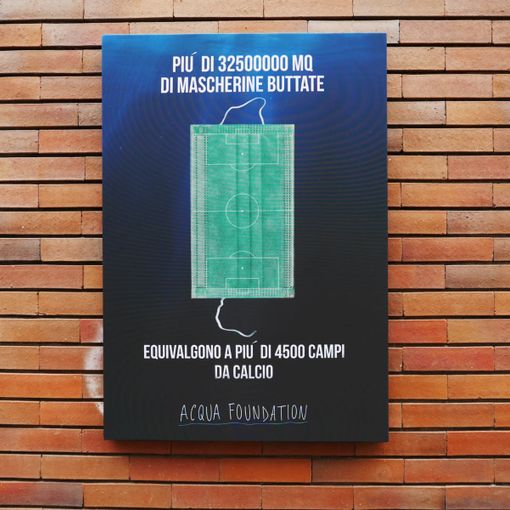 PIU´ DI 32500000 MQ
DI MASCHERINE BUTTATE
EQUIVALGONO A PIU´ DI 4500 CAMPI
DA CALCIO
ACQUA FOUNDATION